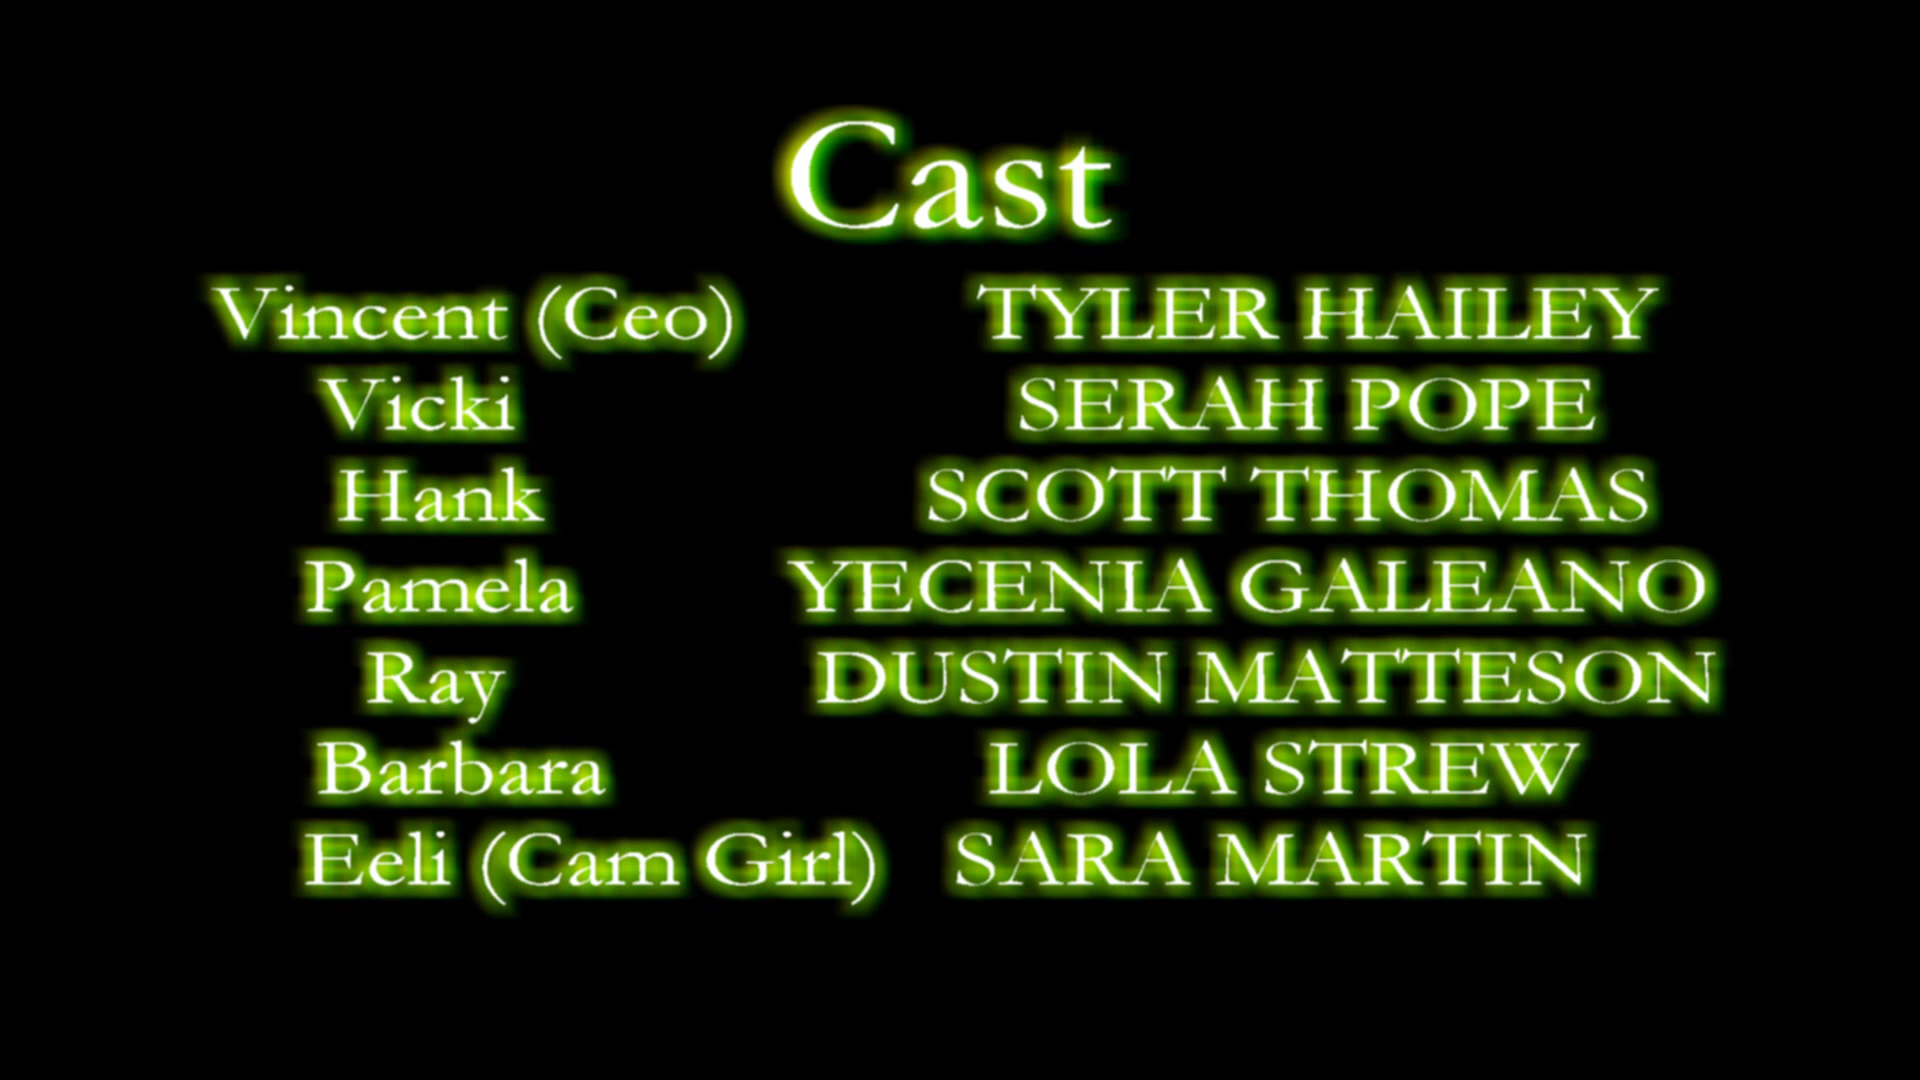 Cast
Vincent (Ceo) TYLER HAILEY
Vicki SERAH POPE
Hank SCOTT THOMAS
Pamela YECENIA GALEANO
Ray DUSTIN MATTESON
Barbara LOLA STREW
Eeli (Cam Girl) SARA MARTIN